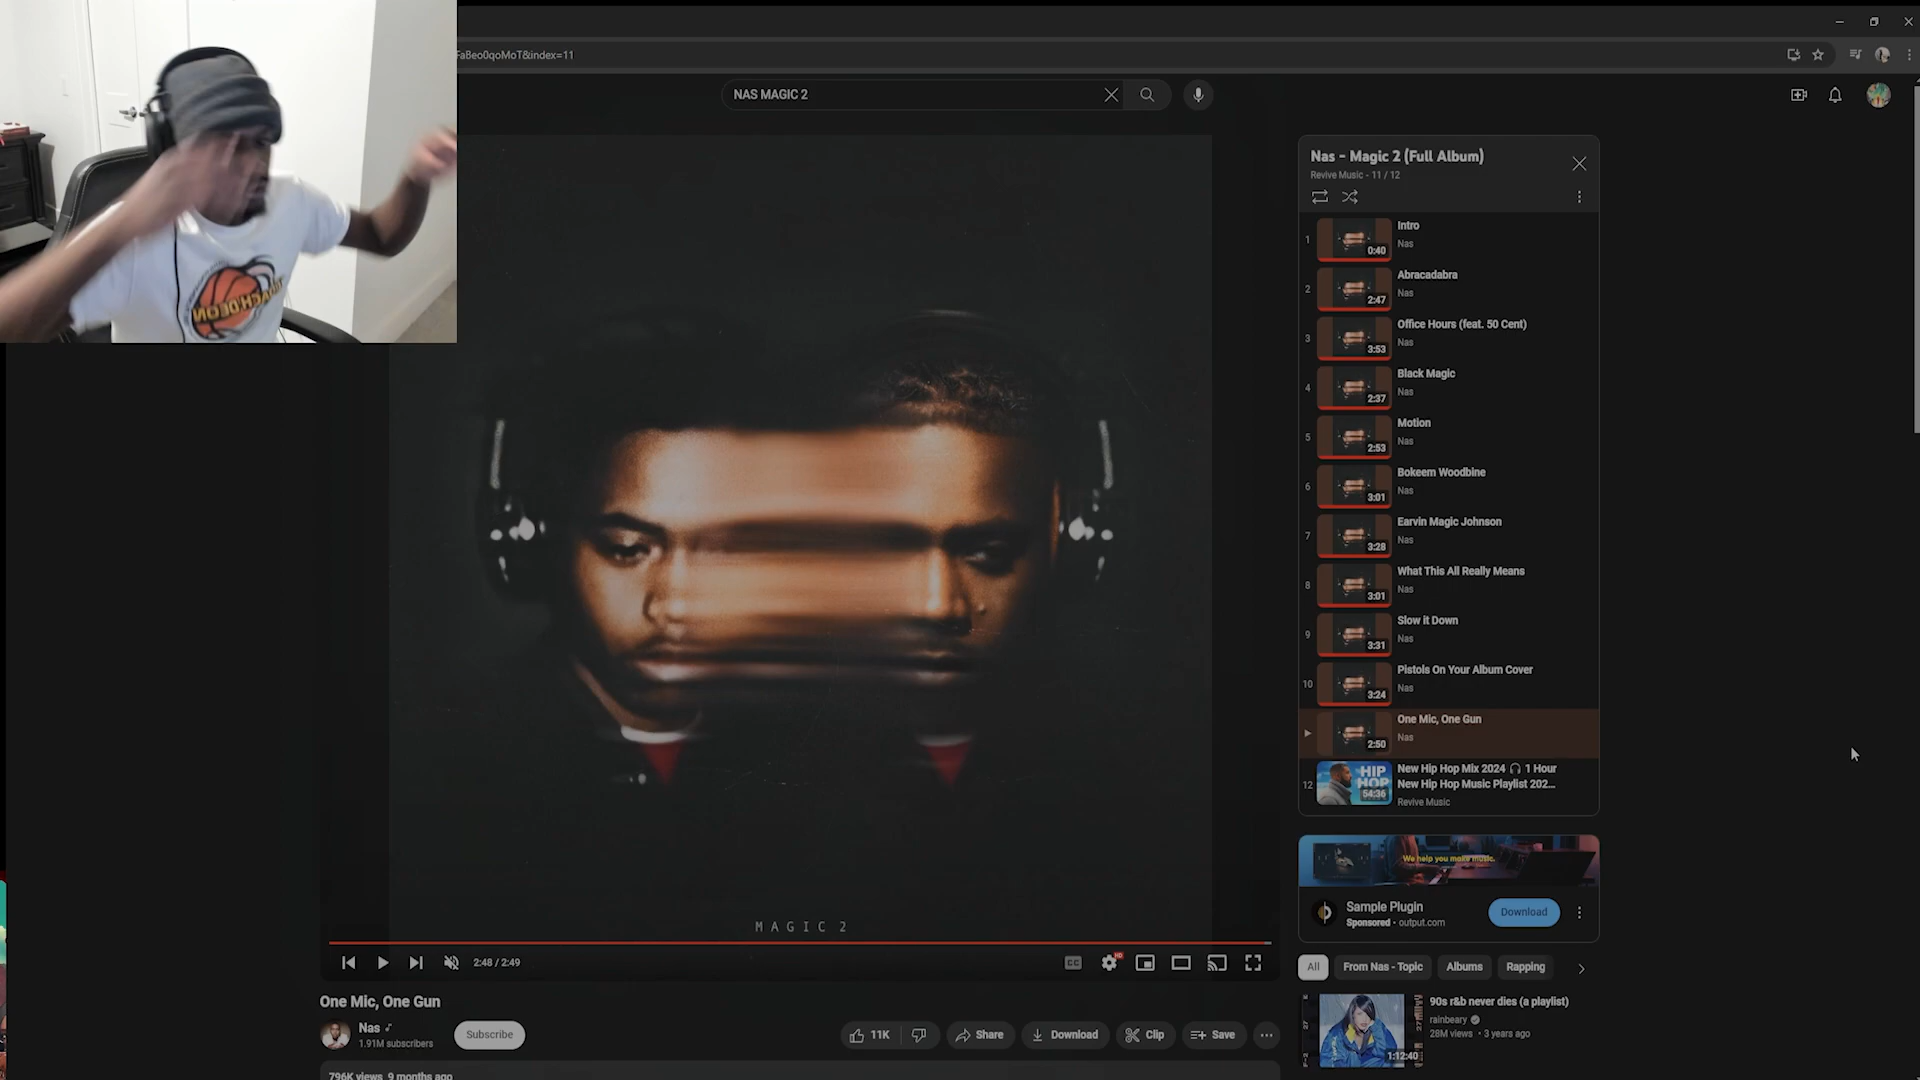 FaBeo0qoMoT&index=11
NAS MAGIC 2
COACH DEON
MAGIC 2
2:48 / 2:49
CC
HD
One Mic, One Gun
Nas
1.91M subscribers
Subscribe
11K
Share
Download
Clip
Save
796K views 9 months ago
Nas - Magic 2 (Full Album)
Revive Music - 11 / 12
1
0:40
Intro
Nas
2
2:47
Abracadabra
Nas
3
3:53
Office Hours (feat. 50 Cent)
Nas
4
2:37
Black Magic
Nas
5
2:53
Motion
Nas
6
3:01
Bokeem Woodbine
Nas
7
3:28
Earvin Magic Johnson
Nas
8
3:01
What This All Really Means
Nas
9
3:31
Slow it Down
Nas
10
3:24
Pistols On Your Album Cover
Nas
2:50
One Mic, One Gun
Nas
12
HIP
HOP
54:36
New Hip Hop Mix 2024 🎧 1 Hour
New Hip Hop Music Playlist 202...
Revive Music
We help you make music.
Sample Plugin
Sponsored · output.com
Download
All
From Nas - Topic
Albums
Rapping
1:12:40
90s r&b never dies (a playlist)
rainbeary
28M views · 3 years ago